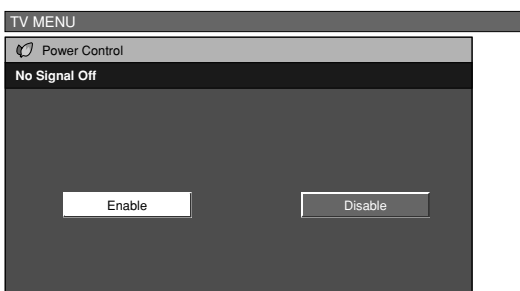 TV MENU
Power Control
No Signal Off
Enable
Disable